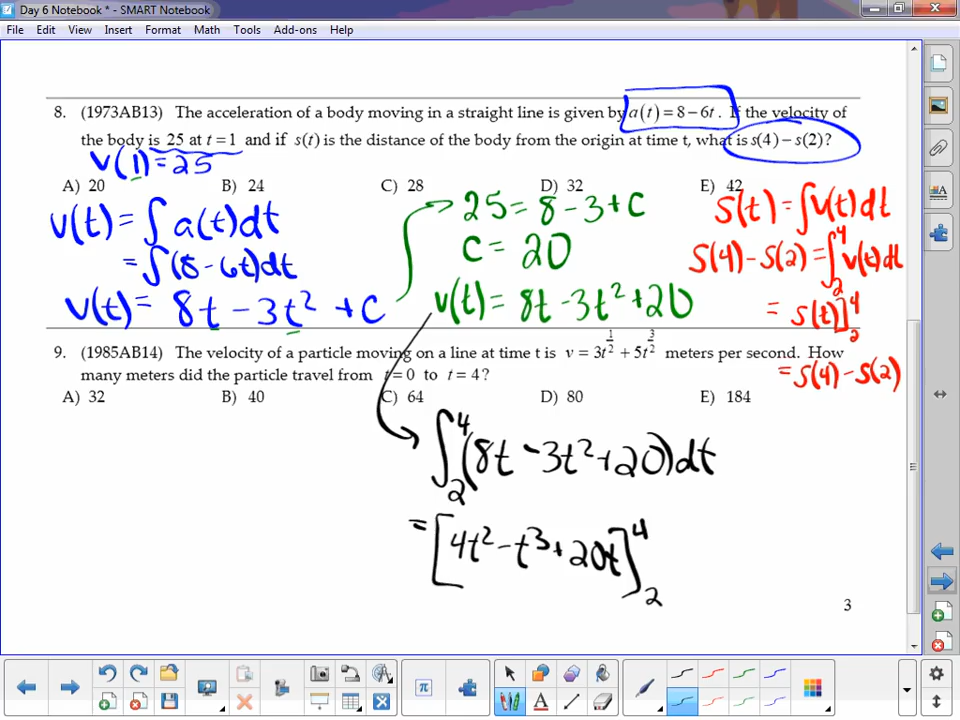 Day 6 Notebook * - SMART Notebook
File Edit View Insert Format Math Tools Add-ons Help
8. (1973AB13) The acceleration of a body moving in a straight line is given by a(t) = 8 − 6t. If the velocity of
the body is 25 at t = 1 and if s(t) is the distance of the body from the origin at time t, what is s(4) − s(2)?
v(1) = 25
A) 20 B) 24 C) 28 D) 32 E) 42
v(t) = ∫ a(t) dt
= ∫ (8 - 6t) dt
v(t) = 8t - 3t² + C
25 = 8 - 3 + C
C = 20
v(t) = 8t - 3t² + 20
s(t) = ∫ v(t) dt
s(4) - s(2) = ∫₂⁴ v(t) dt
= s(t)]₂⁴
= s(4) - s(2)
9. (1985AB14) The velocity of a particle moving on a line at time t is v = 3t^(1/2) + 5t^(3/2) meters per second. How
many meters did the particle travel from t = 0 to t = 4?
A) 32 B) 40 C) 64 D) 80 E) 184
∫₂⁴ (8t - 3t² + 20) dt
= [4t² - t³ + 20t]₂⁴
3
π
A